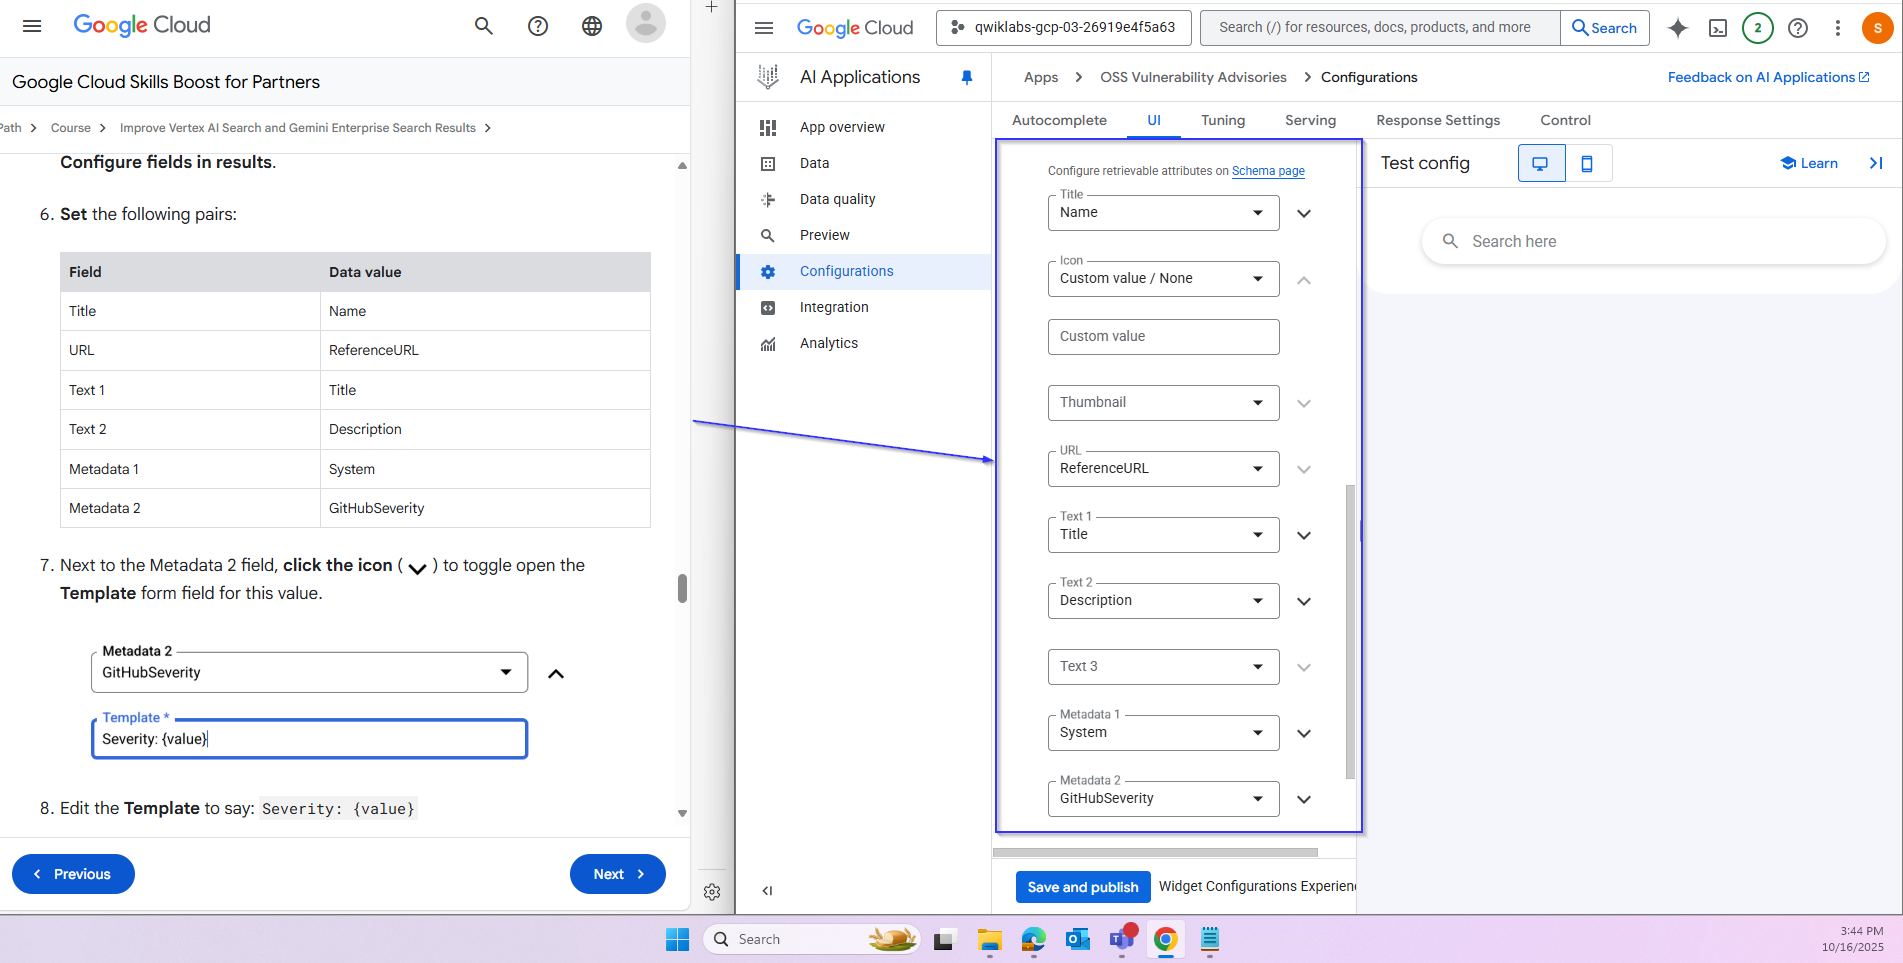 Google Cloud
Google Cloud Skills Boost for Partners
Path > Course > Improve Vertex AI Search and Gemini Enterprise Search Results >
Configure fields in results.
6. Set the following pairs:
Field Data value
Title Name
URL ReferenceURL
Text 1 Title
Text 2 Description
Metadata 1 System
Metadata 2 GitHubSeverity
7. Next to the Metadata 2 field, click the icon ( ) to toggle open the
Template form field for this value.
Metadata 2
GitHubSeverity
Template *
Severity: {value}
8. Edit the Template to say: Severity: {value}
Previous
Next
Google Cloud
qwiklabs-gcp-03-26919e4f5a63
Search (/) for resources, docs, products, and more
Search
2
S
AI Applications
App overview
Data
Data quality
Preview
Configurations
Integration
Analytics
Apps > OSS Vulnerability Advisories > Configurations
Feedback on AI Applications
Autocomplete UI Tuning Serving Response Settings Control
Configure retrievable attributes on Schema page
Title
Name
Icon
Custom value / None
Custom value
Thumbnail
URL
ReferenceURL
Text 1
Title
Text 2
Description
Text 3
Metadata 1
System
Metadata 2
GitHubSeverity
Save and publish
Widget Configurations Experien
Test config
Learn
Search here
Search
3:44 PM
10/16/2025